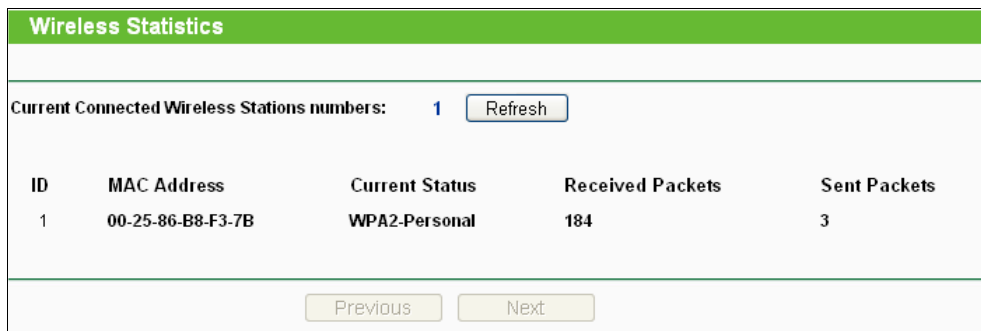 Wireless Statistics
Current Connected Wireless Stations numbers: 1 Refresh
ID MAC Address Current Status Received Packets Sent Packets
1 00-25-86-B8-F3-7B WPA2-Personal 184 3
Previous Next